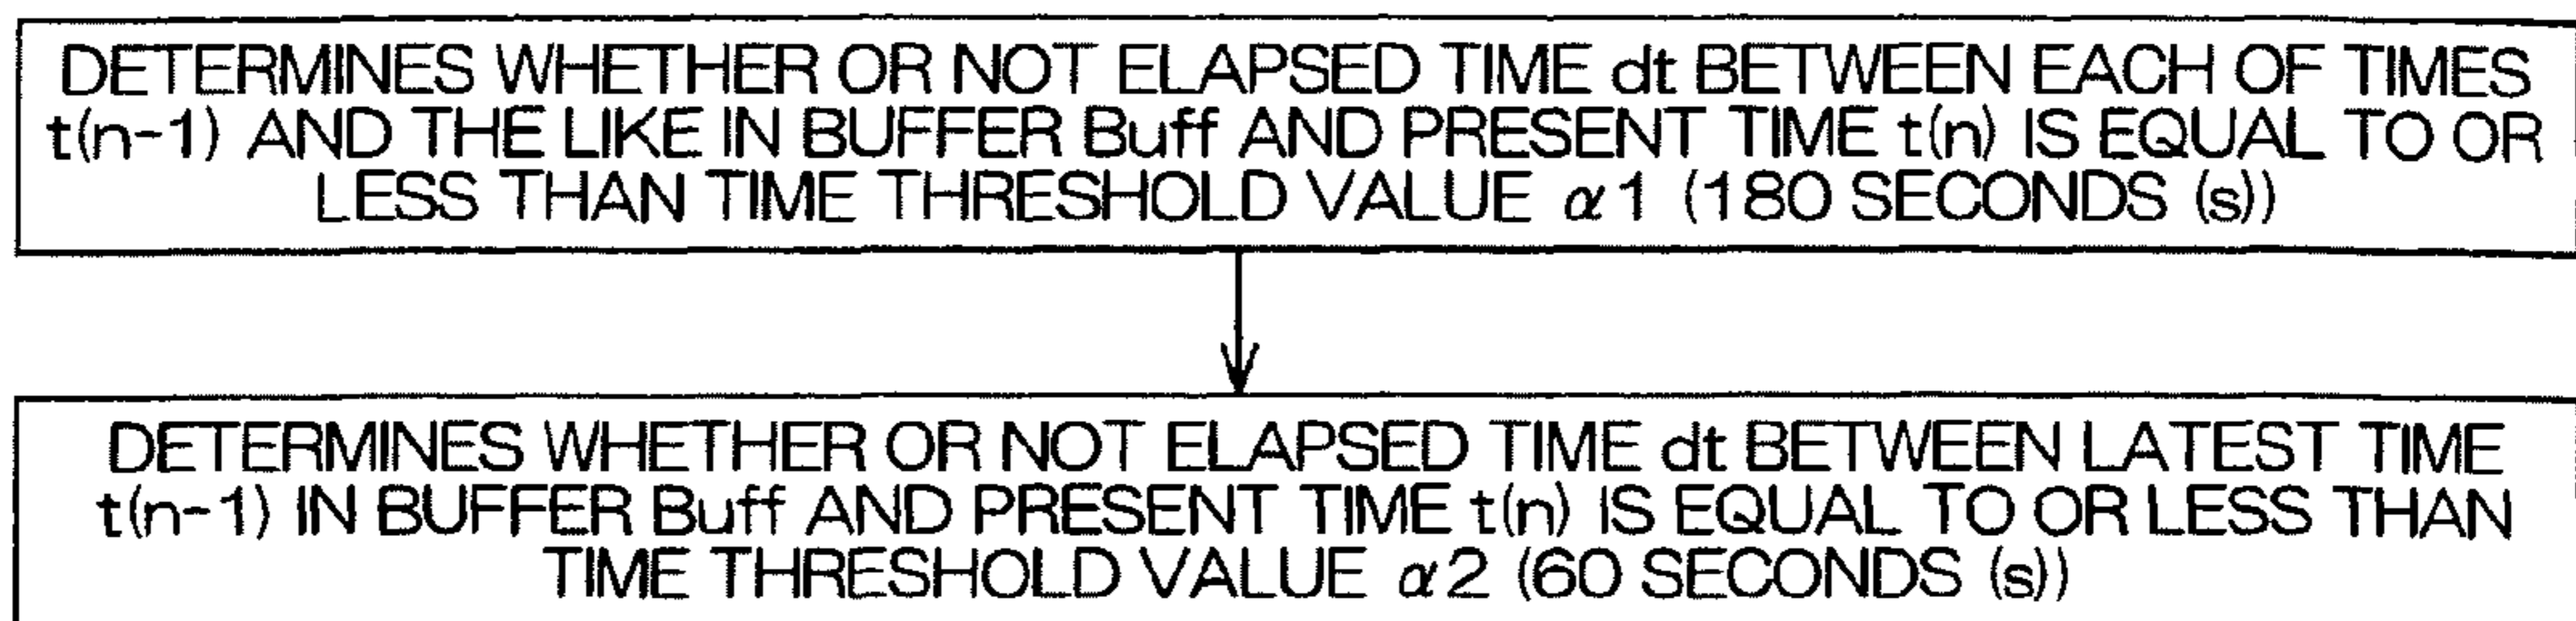 DETERMINES WHETHER OR NOT ELAPSED TIME dt BETWEEN EACH OF TIMES
t(n-1) AND THE LIKE IN BUFFER Buff AND PRESENT TIME t(n) IS EQUAL TO OR
LESS THAN TIME THRESHOLD VALUE α1 (180 SECONDS (s))
DETERMINES WHETHER OR NOT ELAPSED TIME dt BETWEEN LATEST TIME
t(n-1) IN BUFFER Buff AND PRESENT TIME t(n) IS EQUAL TO OR LESS THAN
TIME THRESHOLD VALUE α2 (60 SECONDS (s))